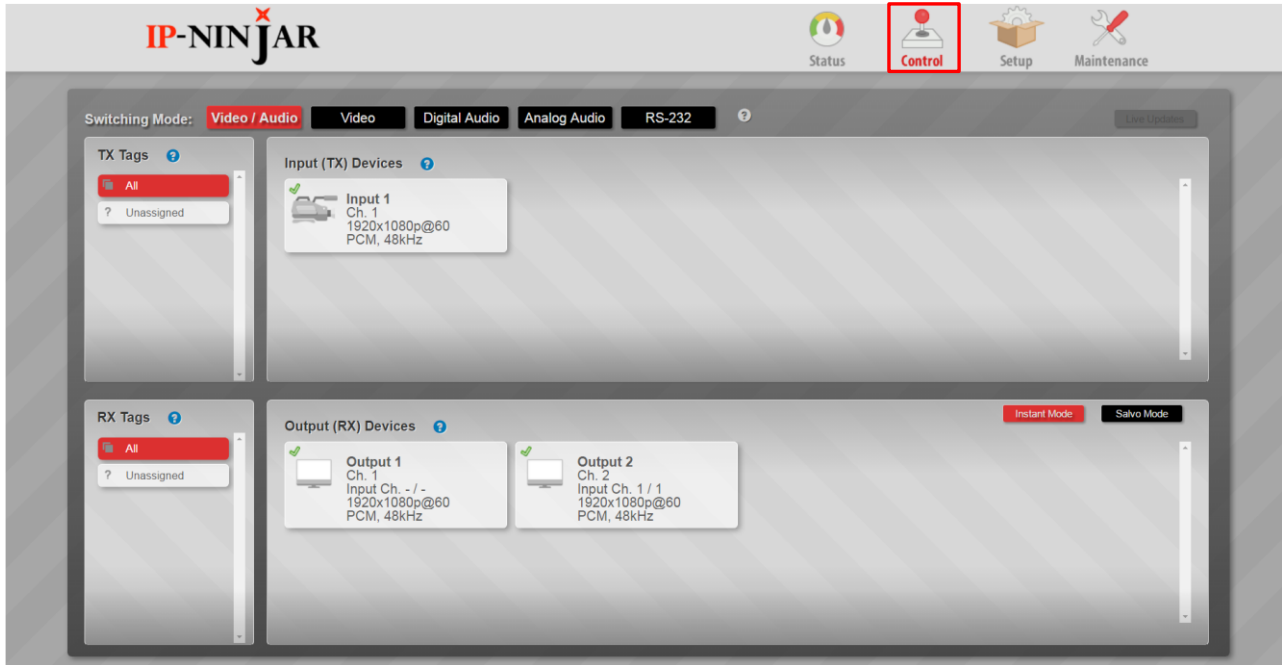 IP-NINJAR
Status
Control
Setup
Maintenance
Switching Mode: Video / Audio Video Digital Audio Analog Audio RS-232 ?
Live Updates
TX Tags ?
All
? Unassigned
Input (TX) Devices ?
Input 1
Ch. 1
1920x1080p@60
PCM, 48kHz
RX Tags ?
All
? Unassigned
Output (RX) Devices ?
Instant Mode Salvo Mode
Output 1
Ch. 1
Input Ch. - / -
1920x1080p@60
PCM, 48kHz
Output 2
Ch. 2
Input Ch. 1 / 1
1920x1080p@60
PCM, 48kHz